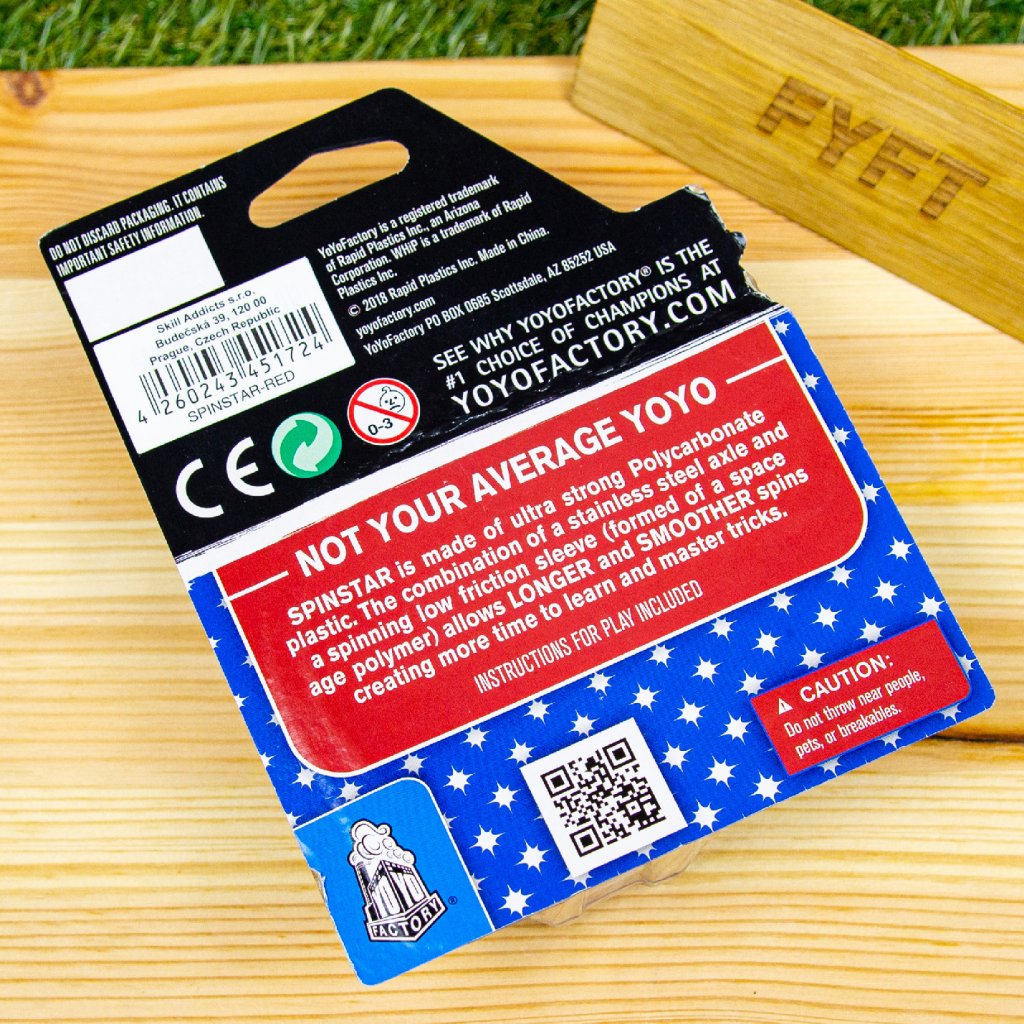 FYFT
DO NOT DISCARD PACKAGING. IT CONTAINS
IMPORTANT SAFETY INFORMATION.
Skill Addicts s.r.o.
Budečská 39, 120 00
Prague, Czech Republic
4 260243 451724
SPINSTAR-RED
YoYoFactory is a registered trademark
of Rapid Plastics Inc., an Arizona
Corporation. WHiP is a trademark of Rapid
Plastics Inc.
© 2018 Rapid Plastics Inc. Made in China.
yoyofactory.com
YoYoFactory PO BOX 0685 Scottsdale, AZ 85252 USA
CE
0-3
SEE WHY YOYOFACTORY® IS THE
#1 CHOICE OF CHAMPIONS AT
YOYOFACTORY.COM
NOT YOUR AVERAGE YOYO
SPINSTAR is made of ultra strong Polycarbonate
plastic. The combination of a stainless steel axle and
a spinning low friction sleeve (formed of a space
age polymer) allows LONGER and SMOOTHER spins
creating more time to learn and master tricks.
INSTRUCTIONS FOR PLAY INCLUDED
CAUTION:
Do not throw near people,
pets, or breakables.
FACTORY ®